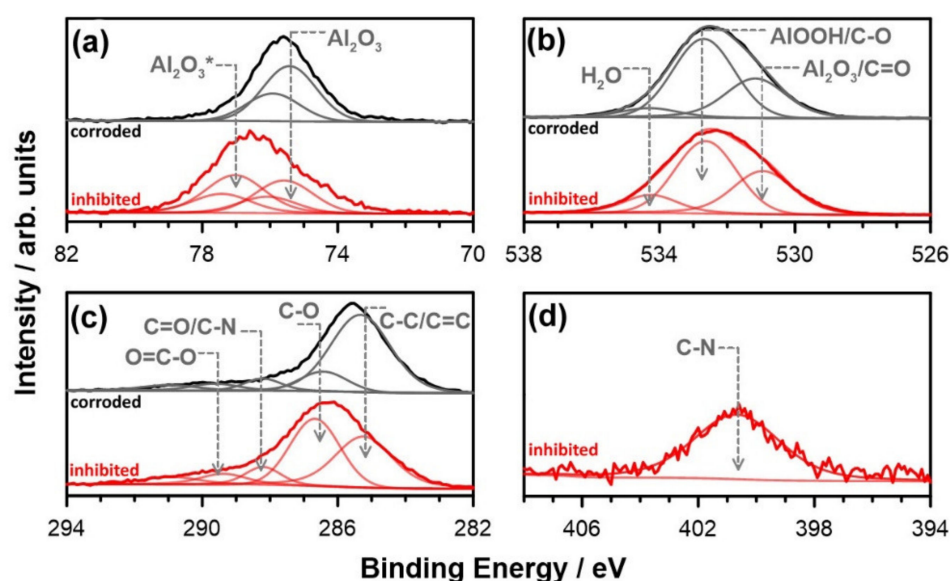 Intensity / arb. units
(a)
Al₂O₃*
Al₂O₃
corroded
inhibited
82 78 74 70
(b)
H₂O
AlOOH/C-O
Al₂O₃/C=O
corroded
inhibited
538 534 530 526
(c)
O=C-O
C=O/C-N
C-O
C-C/C=C
corroded
inhibited
294 290 286 282
(d)
C-N
inhibited
406 402 398 394
Binding Energy / eV